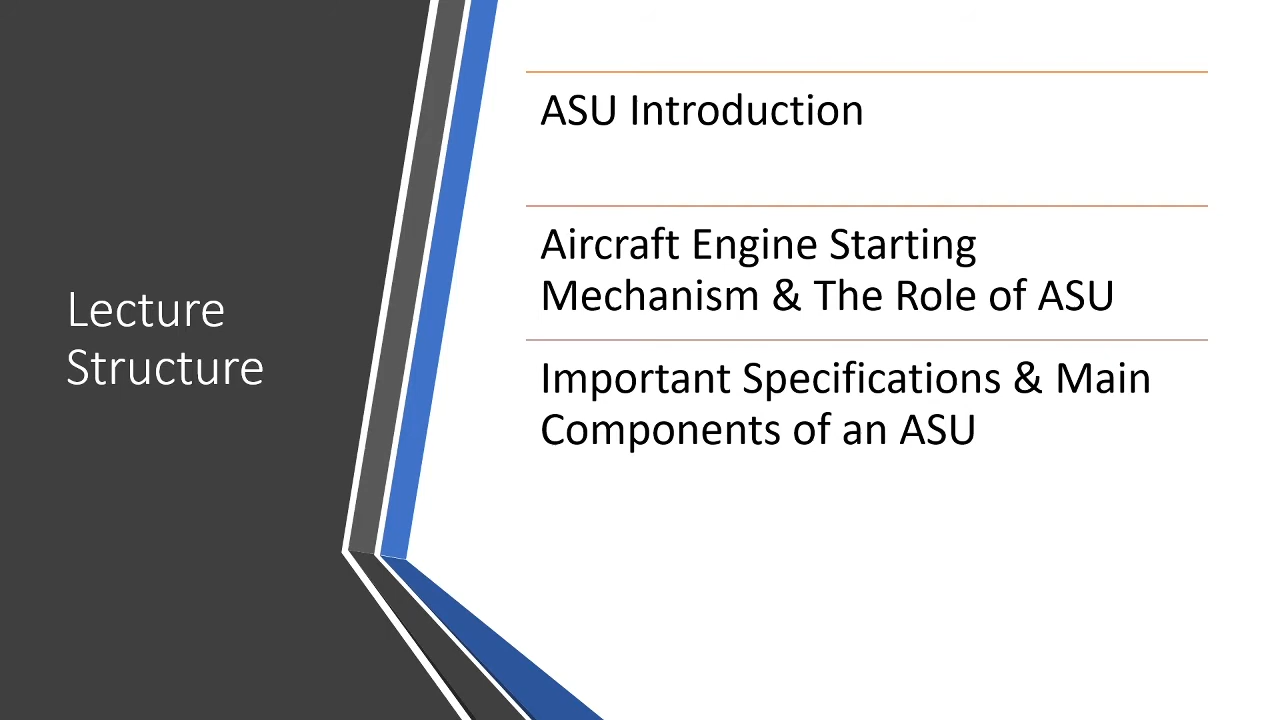 Lecture
Structure
ASU Introduction
Aircraft Engine Starting
Mechanism & The Role of ASU
Important Specifications & Main
Components of an ASU